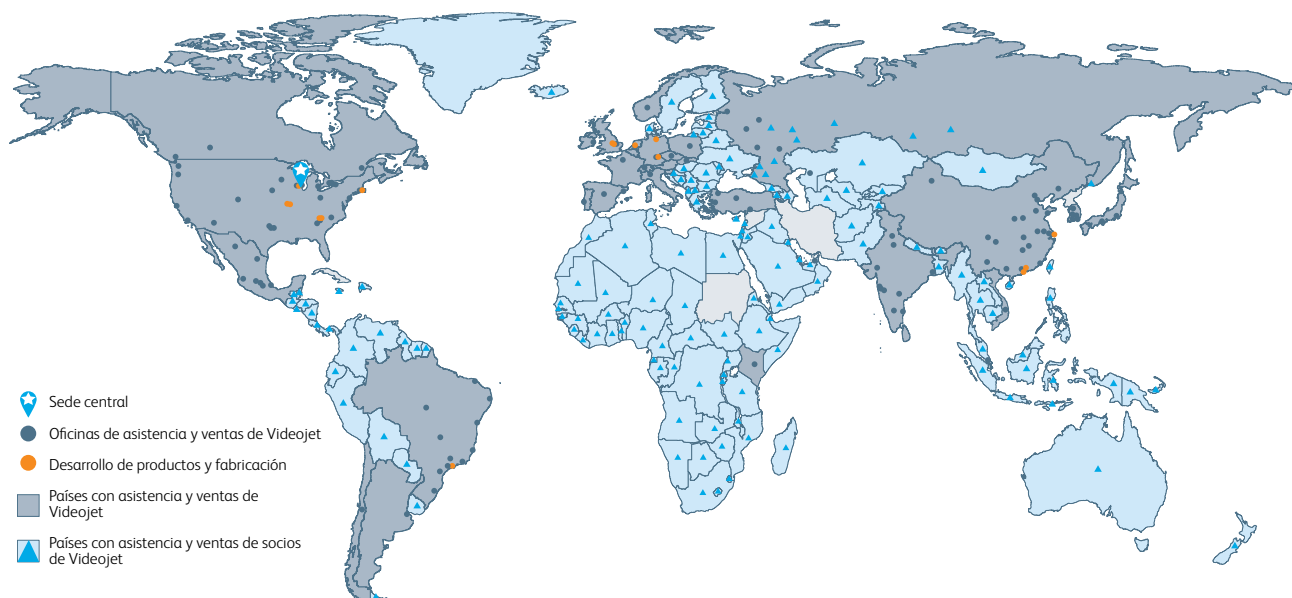 Sede central
Oficinas de asistencia y ventas de Videojet
Desarrollo de productos y fabricación
Países con asistencia y ventas de
Videojet
Países con asistencia y ventas de socios
de Videojet